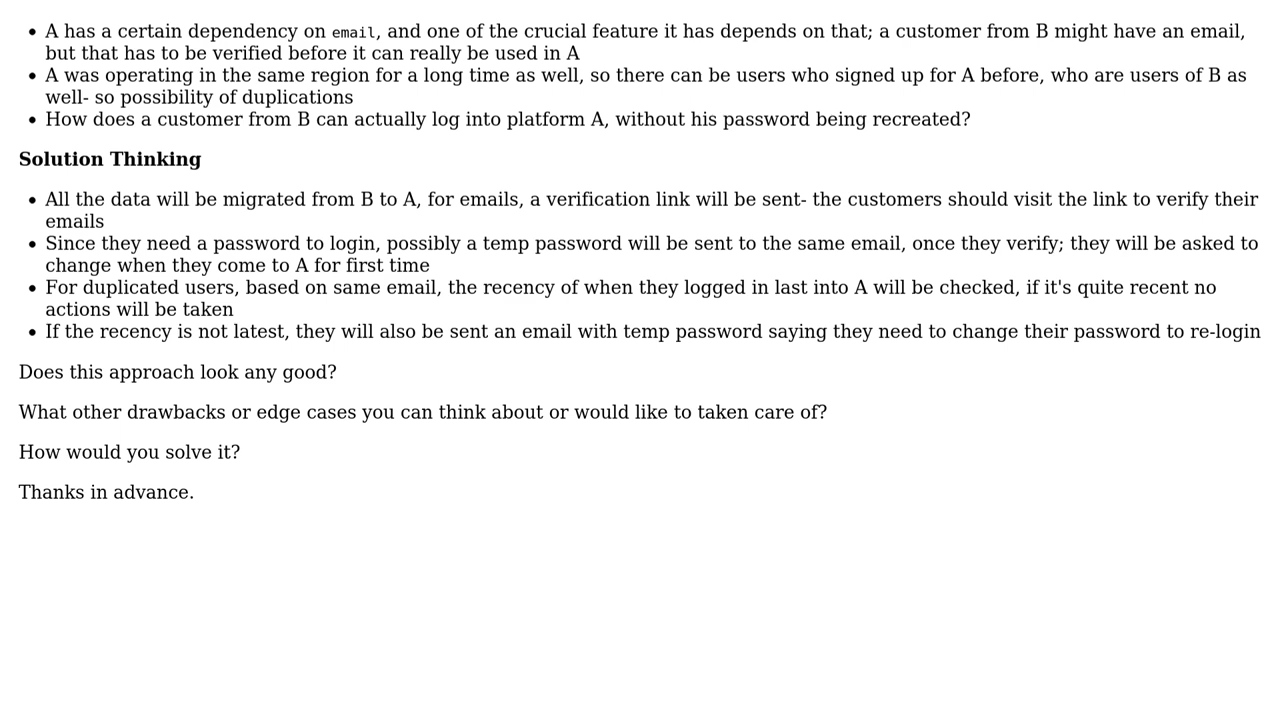 • A has a certain dependency on email, and one of the crucial feature it has depends on that; a customer from B might have an email,
but that has to be verified before it can really be used in A
• A was operating in the same region for a long time as well, so there can be users who signed up for A before, who are users of B as
well- so possibility of duplications
• How does a customer from B can actually log into platform A, without his password being recreated?
Solution Thinking
• All the data will be migrated from B to A, for emails, a verification link will be sent- the customers should visit the link to verify their
emails
• Since they need a password to login, possibly a temp password will be sent to the same email, once they verify; they will be asked to
change when they come to A for first time
• For duplicated users, based on same email, the recency of when they logged in last into A will be checked, if it's quite recent no
actions will be taken
• If the recency is not latest, they will also be sent an email with temp password saying they need to change their password to re-login
Does this approach look any good?
What other drawbacks or edge cases you can think about or would like to taken care of?
How would you solve it?
Thanks in advance.